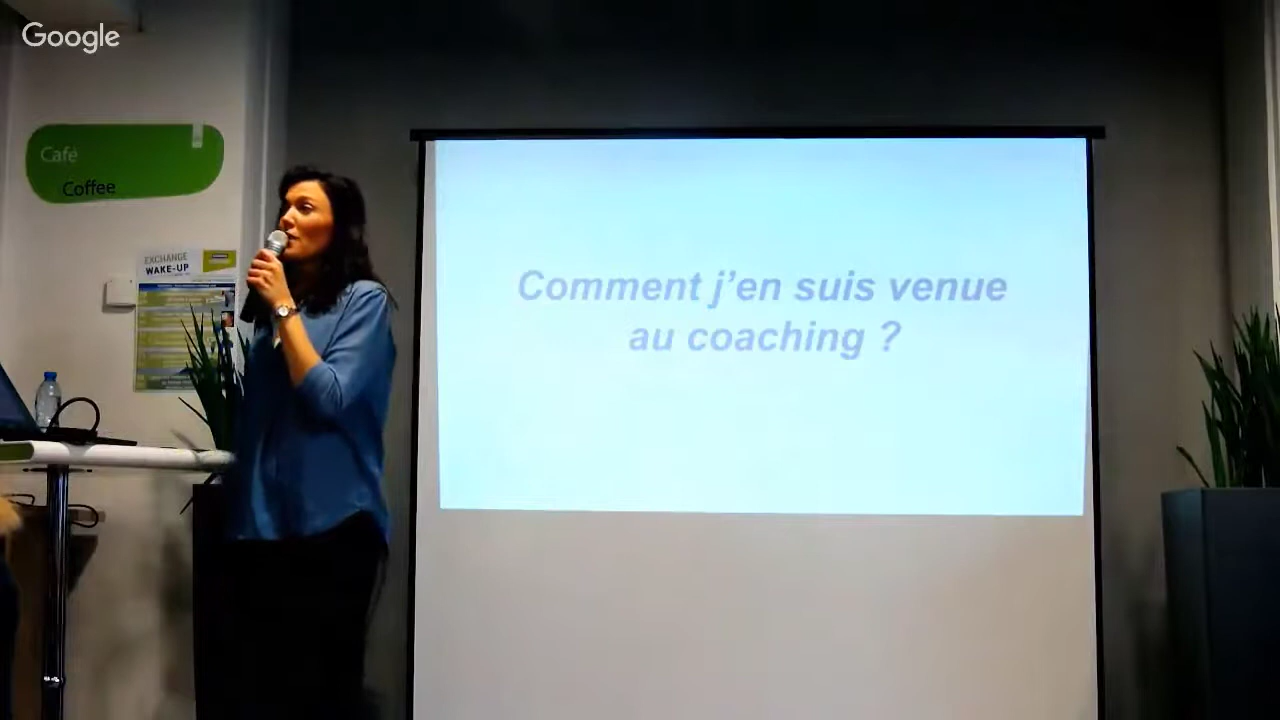 Google
Café
Coffee
EXCHANGE
WAKE-UP
Comment j'en suis venue
au coaching ?